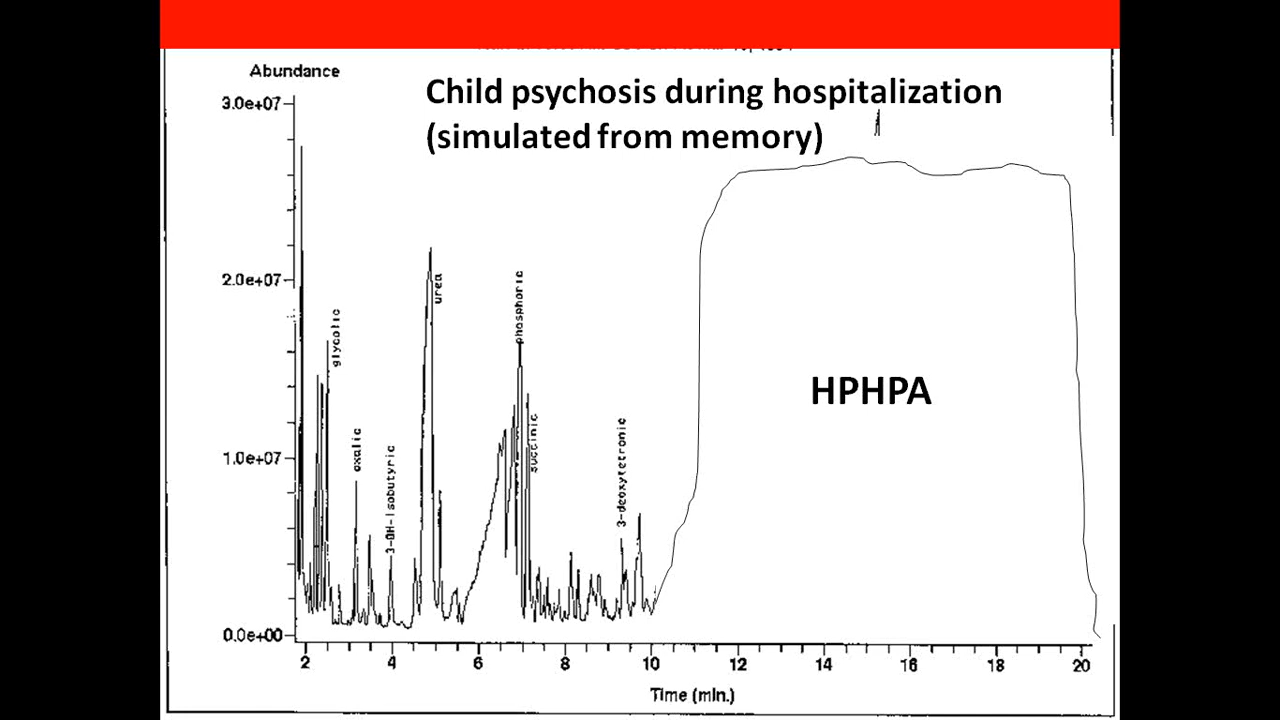 Abundance
Child psychosis during hospitalization
(simulated from memory)
3.0e+07
2.0e+07
1.0e+07
0.0e+00
glycolic
oxalic
3-OH-isobutyric
urea
phosphoric
succinic
3-deoxytetronic
HPHPA
2 4 6 8 10 12 14 16 18 20
Time (min.)